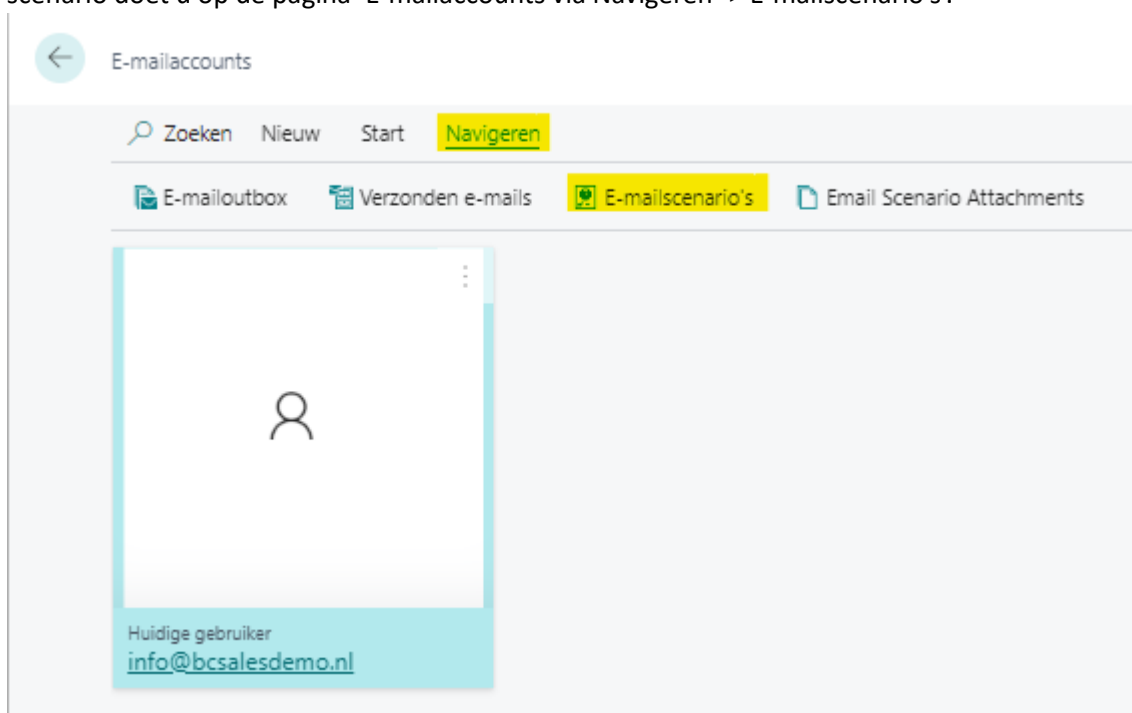 scenario doet u op de pagina 'E-mailaccounts via Navigeren -> E-mailscenario's'.
E-mailaccounts
Zoeken Nieuw Start Navigeren
E-mailoutbox Verzonden e-mails E-mailscenario's Email Scenario Attachments
Huidige gebruiker
info@bcsalesdemo.nl